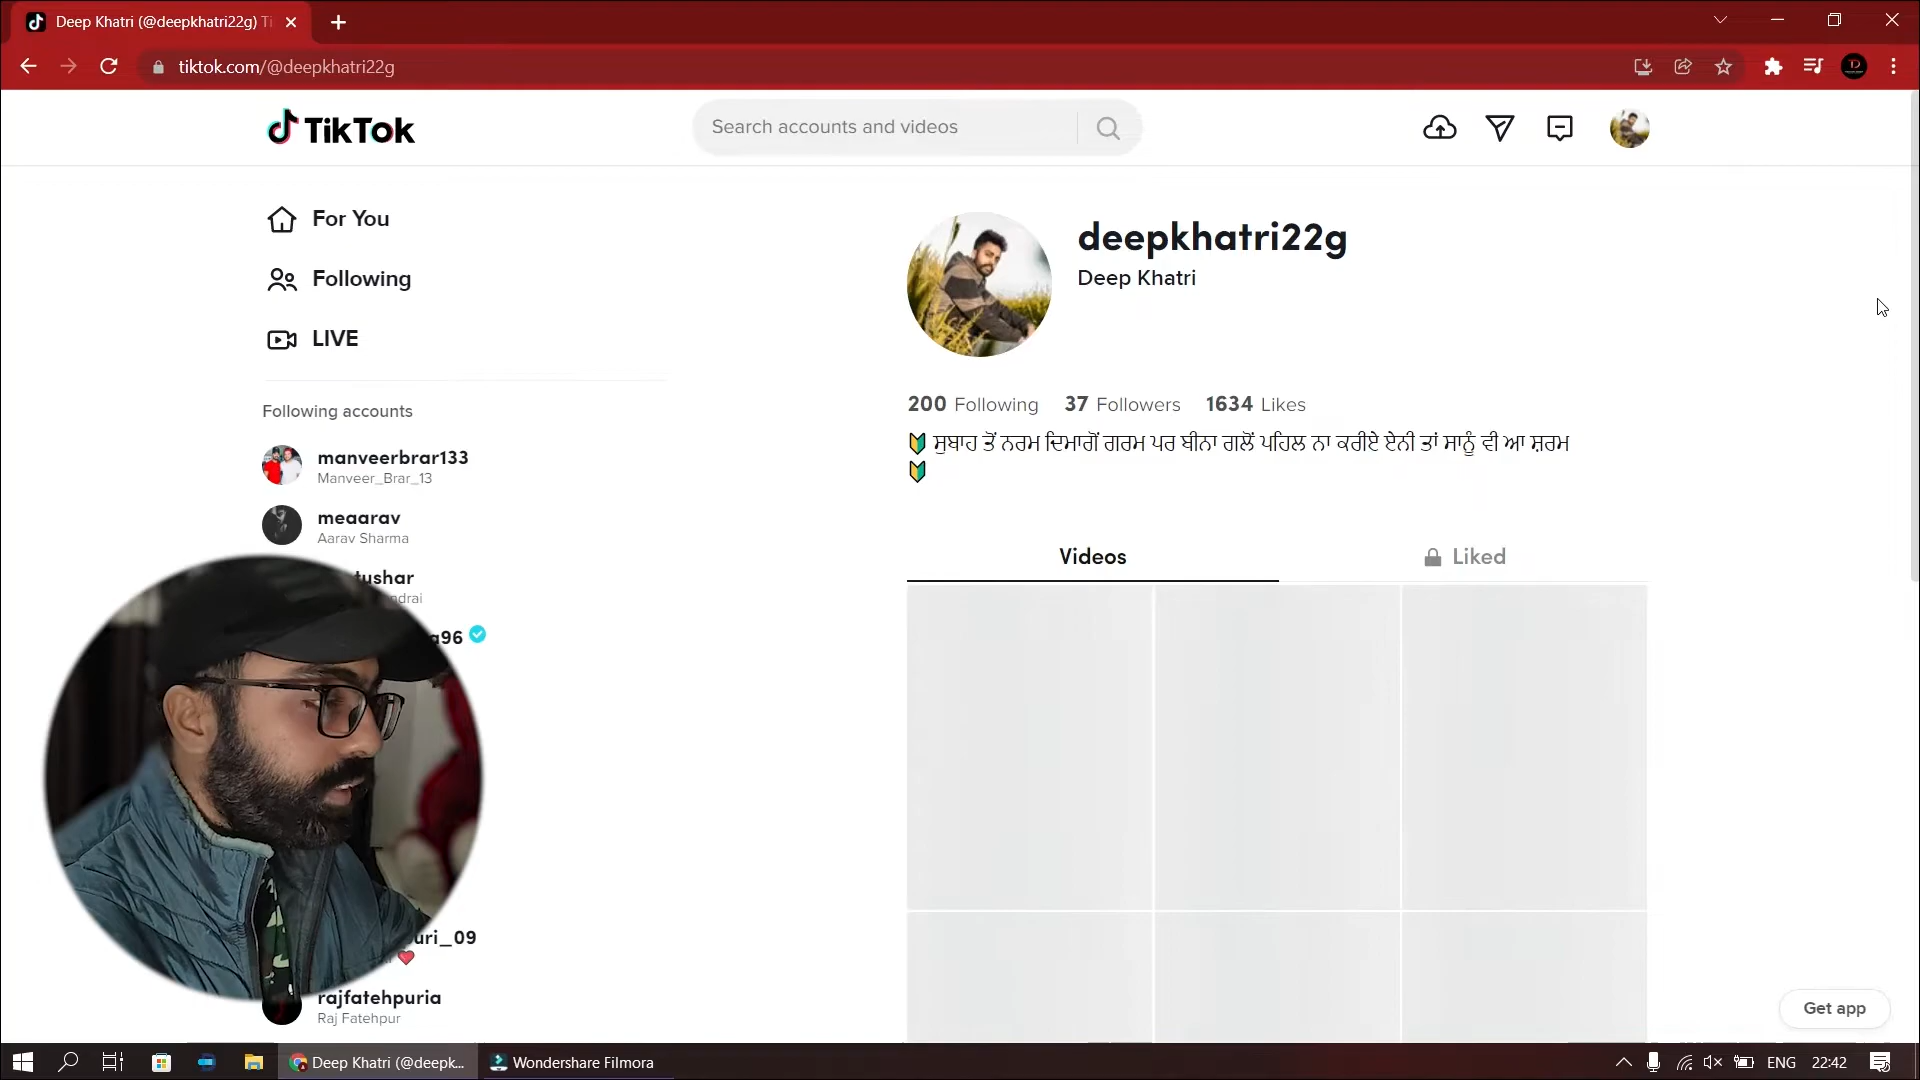 Deep Khatri (@deepkhatri22g) Ti
tiktok.com/@deepkhatri22g
TikTok
Search accounts and videos
For You
Following
LIVE
Following accounts
manveerbrar133
Manveer_Brar_13
meaarav
Aarav Sharma
tushar
96
uri_09
rajfatehpuria
Raj Fatehpur
deepkhatri22g
Deep Khatri
200 Following 37 Followers 1634 Likes
🔰 ਸੁਬਾਹ ਤੋਂ ਨਰਮ ਦਿਮਾਗੋਂ ਗਰਮ ਪਰ ਬੀਨਾ ਗਲੋਂ ਪਹਿਲ ਨਾ ਕਰੀਏ ਏਨੀ ਤਾਂ ਸਾਨੂੰ ਵੀ ਆ ਸ਼ਰਮ
🔰
Videos
Liked
Get app
Deep Khatri (@deepk...
Wondershare Filmora
ENG
22:42